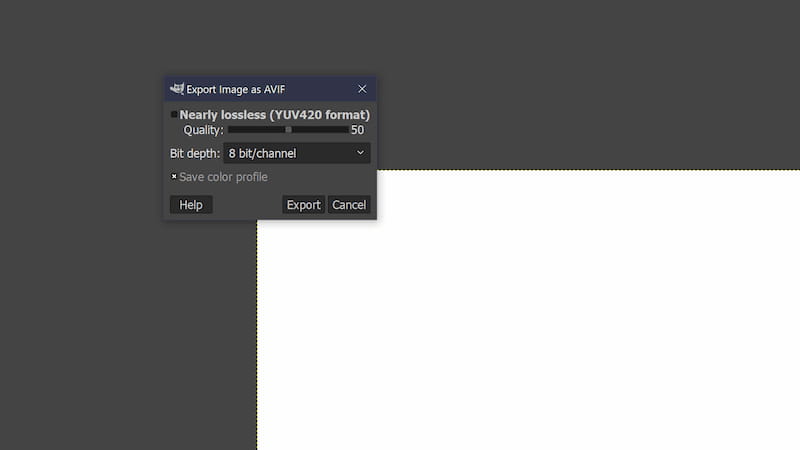 Export Image as AVIF
Nearly lossless (YUV420 format)
Quality: 50
Bit depth: 8 bit/channel
Save color profile
Help Export Cancel